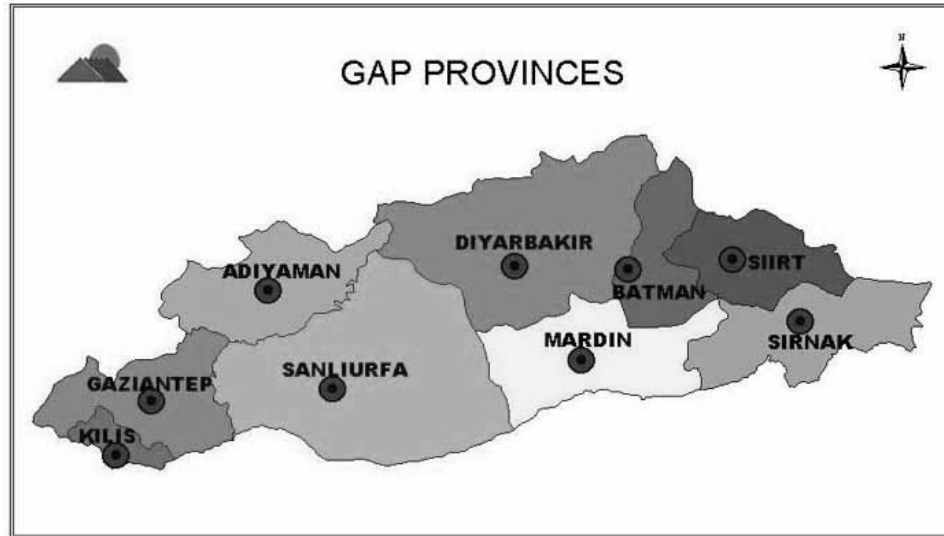 N
GAP PROVINCES
DIYARBAKIR
ADIYAMAN
SIIRT
BATMAN
MARDIN
SIRNAK
SANLIURFA
GAZIANTEP
KILIS